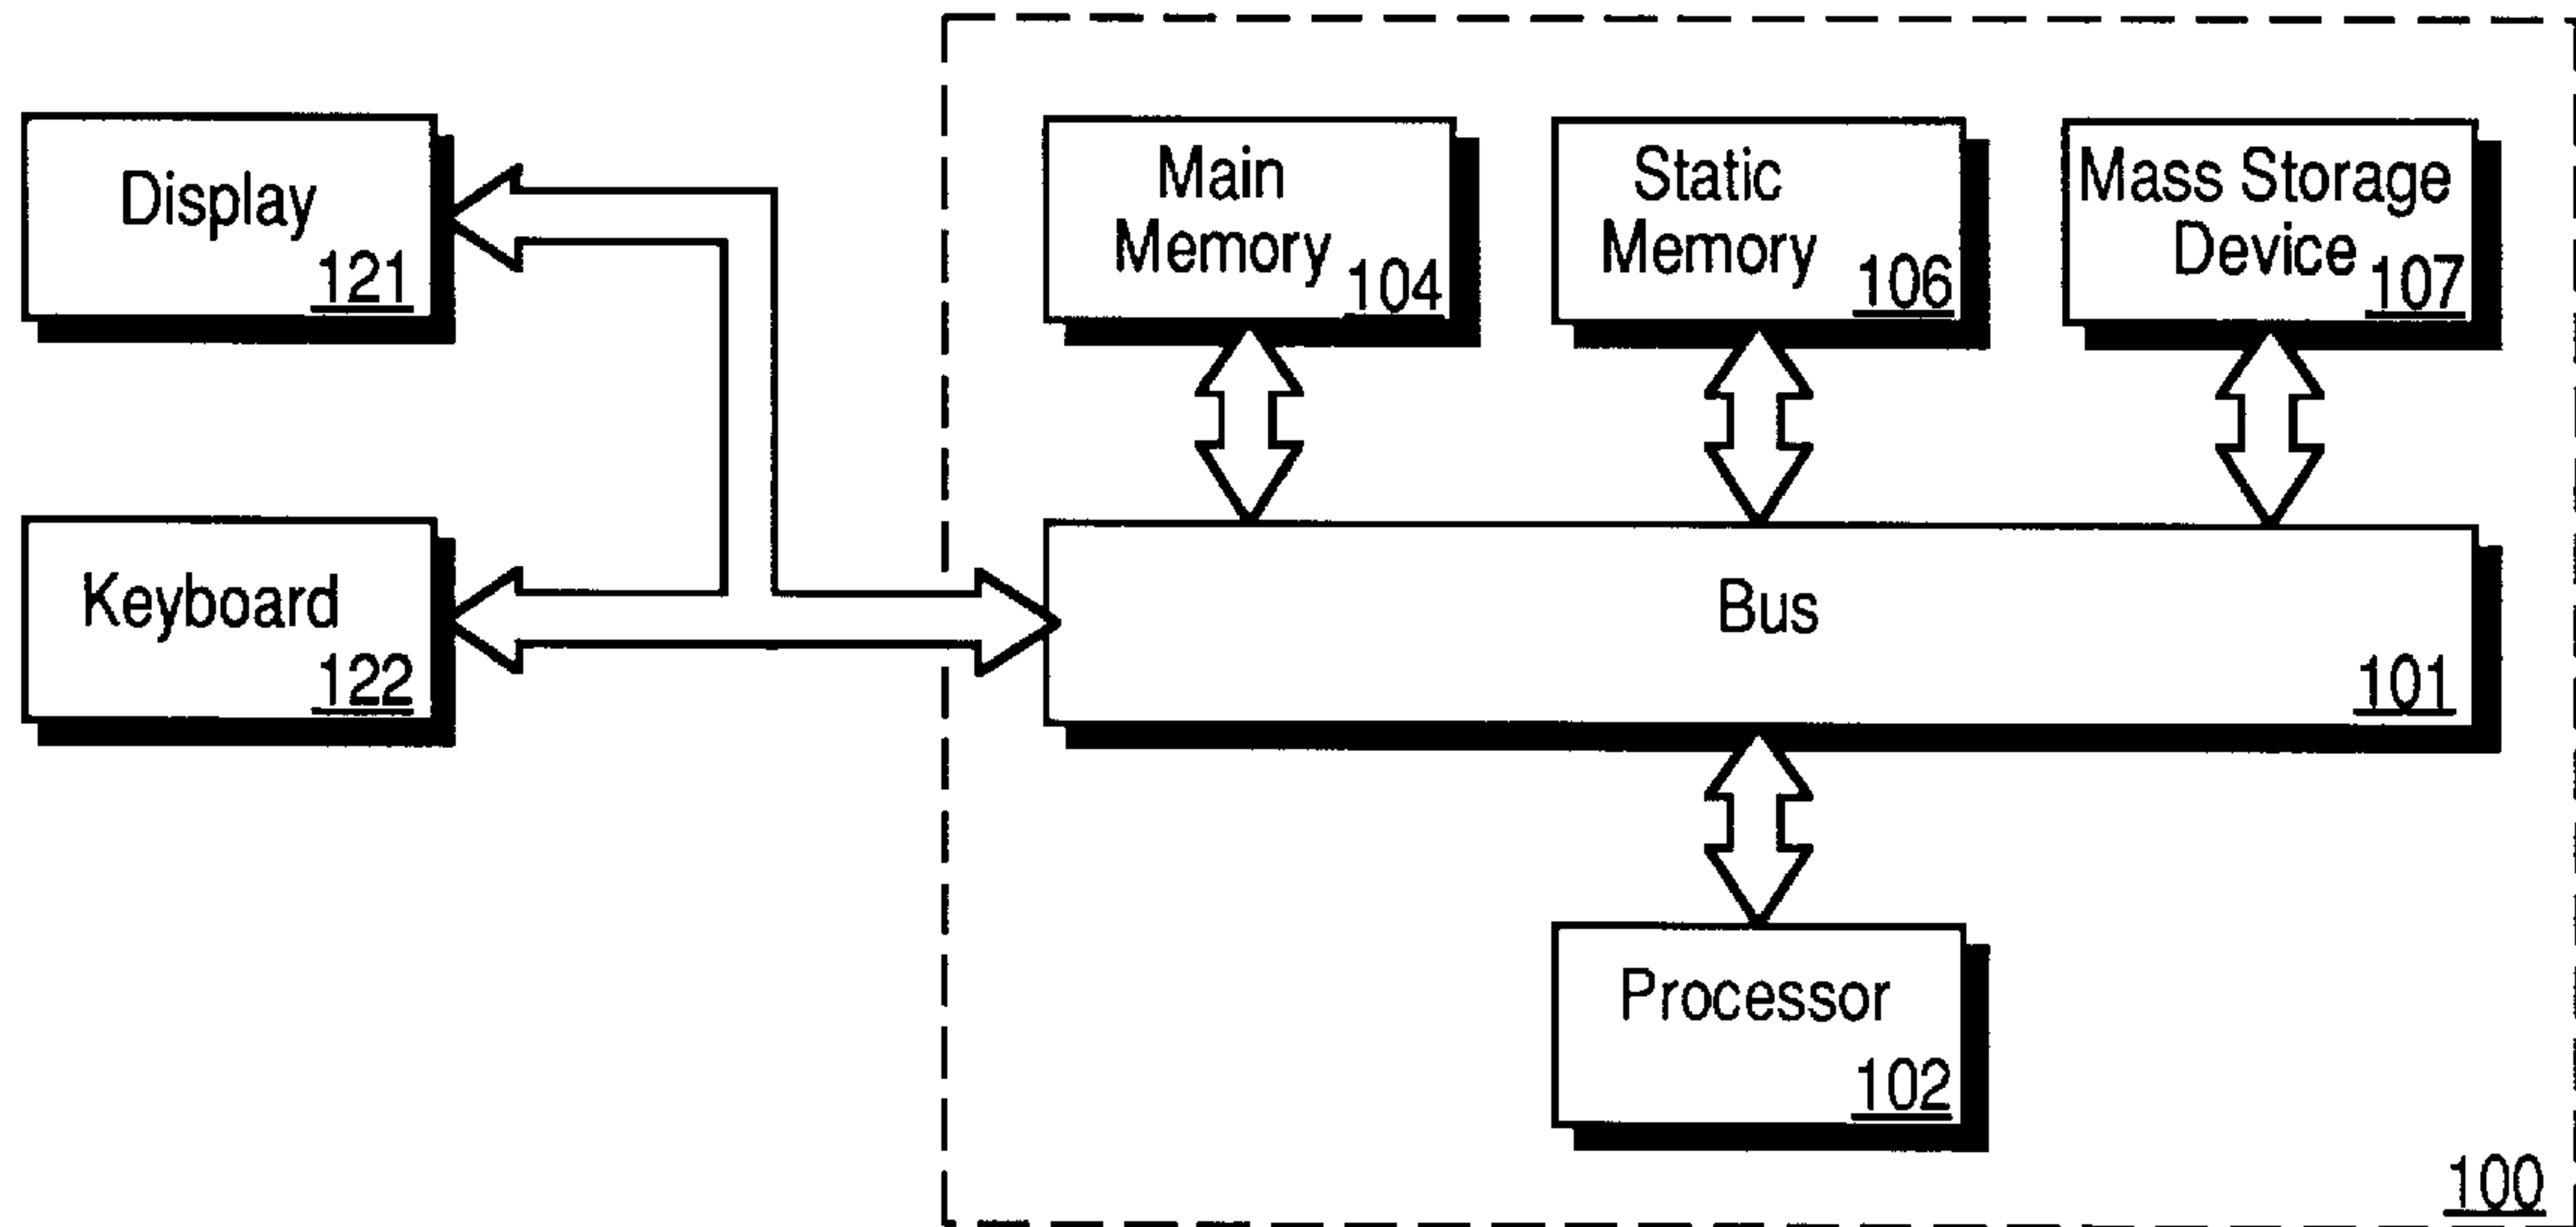 Display
121
Main
Memory
104
Static
Memory
106
Mass Storage
Device
107
Keyboard
122
Bus
101
Processor
102
100